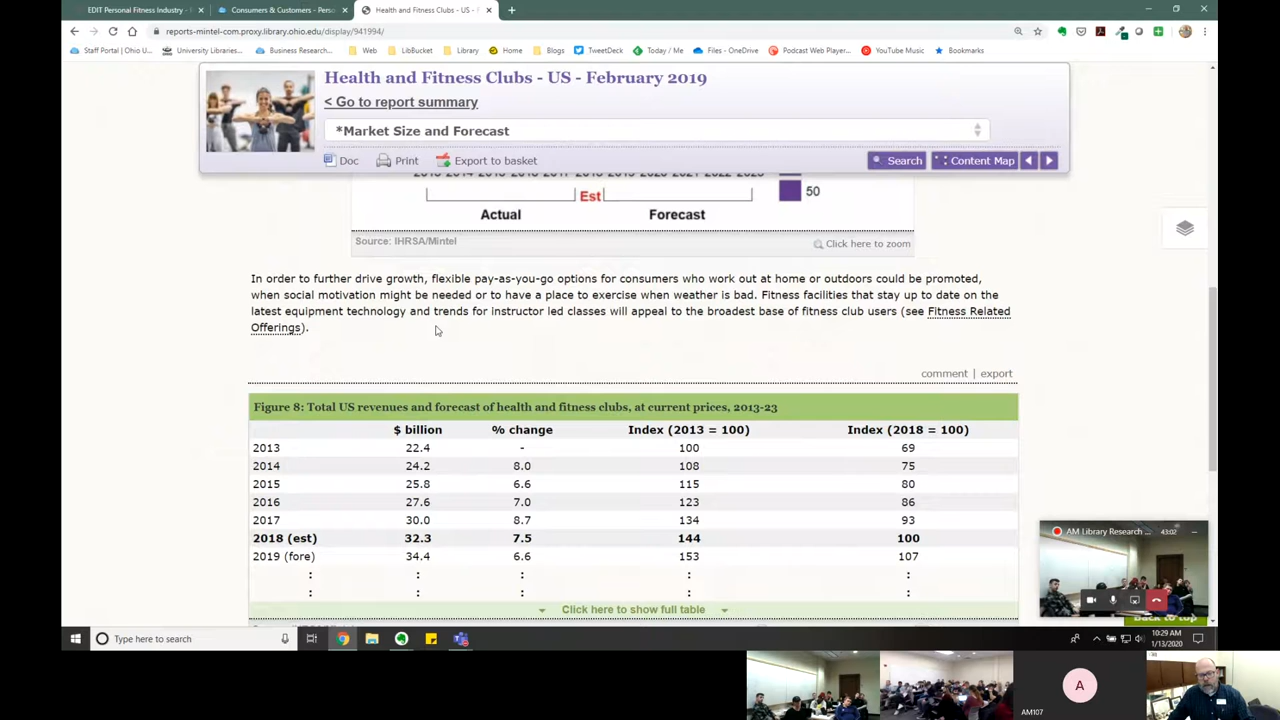 EDIT Personal Fitness Industry -
Consumers & Customers - Perso
Health and Fitness Clubs - US - F
reports-mintel-com.proxy.library.ohio.edu/display/941994/
Staff Portal | Ohio U...
University Libraries...
Business Research...
Web
LibBucket
Library
Home
Blogs
TweetDeck
Today / Me
Files - OneDrive
Podcast Web Player...
YouTube Music
Bookmarks
Health and Fitness Clubs - US - February 2019
< Go to report summary
*Market Size and Forecast
Doc Print Export to basket Search Content Map
50
Est
Actual Forecast
Source: IHRSA/Mintel Click here to zoom
In order to further drive growth, flexible pay-as-you-go options for consumers who work out at home or outdoors could be promoted,
when social motivation might be needed or to have a place to exercise when weather is bad. Fitness facilities that stay up to date on the
latest equipment technology and trends for instructor led classes will appeal to the broadest base of fitness club users (see Fitness Related
Offerings).
comment | export
Figure 8: Total US revenues and forecast of health and fitness clubs, at current prices, 2013-23
$ billion % change Index (2013 = 100) Index (2018 = 100)
2013 22.4 - 100 69
2014 24.2 8.0 108 75
2015 25.8 6.6 115 80
2016 27.6 7.0 123 86
2017 30.0 8.7 134 93
2018 (est) 32.3 7.5 144 100
2019 (fore) 34.4 6.6 153 107
: : : : :
: : : : :
Click here to show full table
AM Library Research ... 43:02
Back to top
Type here to search
10:29 AM
1/13/2020
A
AM107